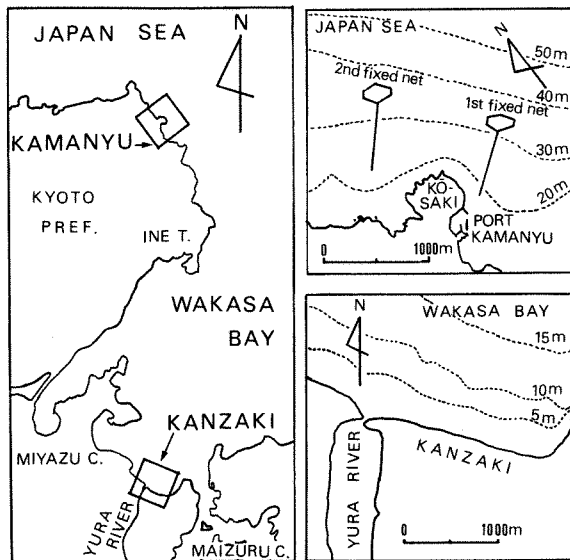 JAPAN SEA
N
KAMANYU
KYOTO
PREF.
INE T.
WAKASA
BAY
KANZAKI
MIYAZU C.
YURA
RIVER
MAIZŪRU C.
JAPAN SEA
N
50m
2nd fixed net
40m
1st fixed net
30m
20m
KŌ-
SAKI
PORT
KAMANYU
0 1000m
N
WAKASA BAY
15m
10m
5m
KANZAKI
YURA RIVER
0 1000m